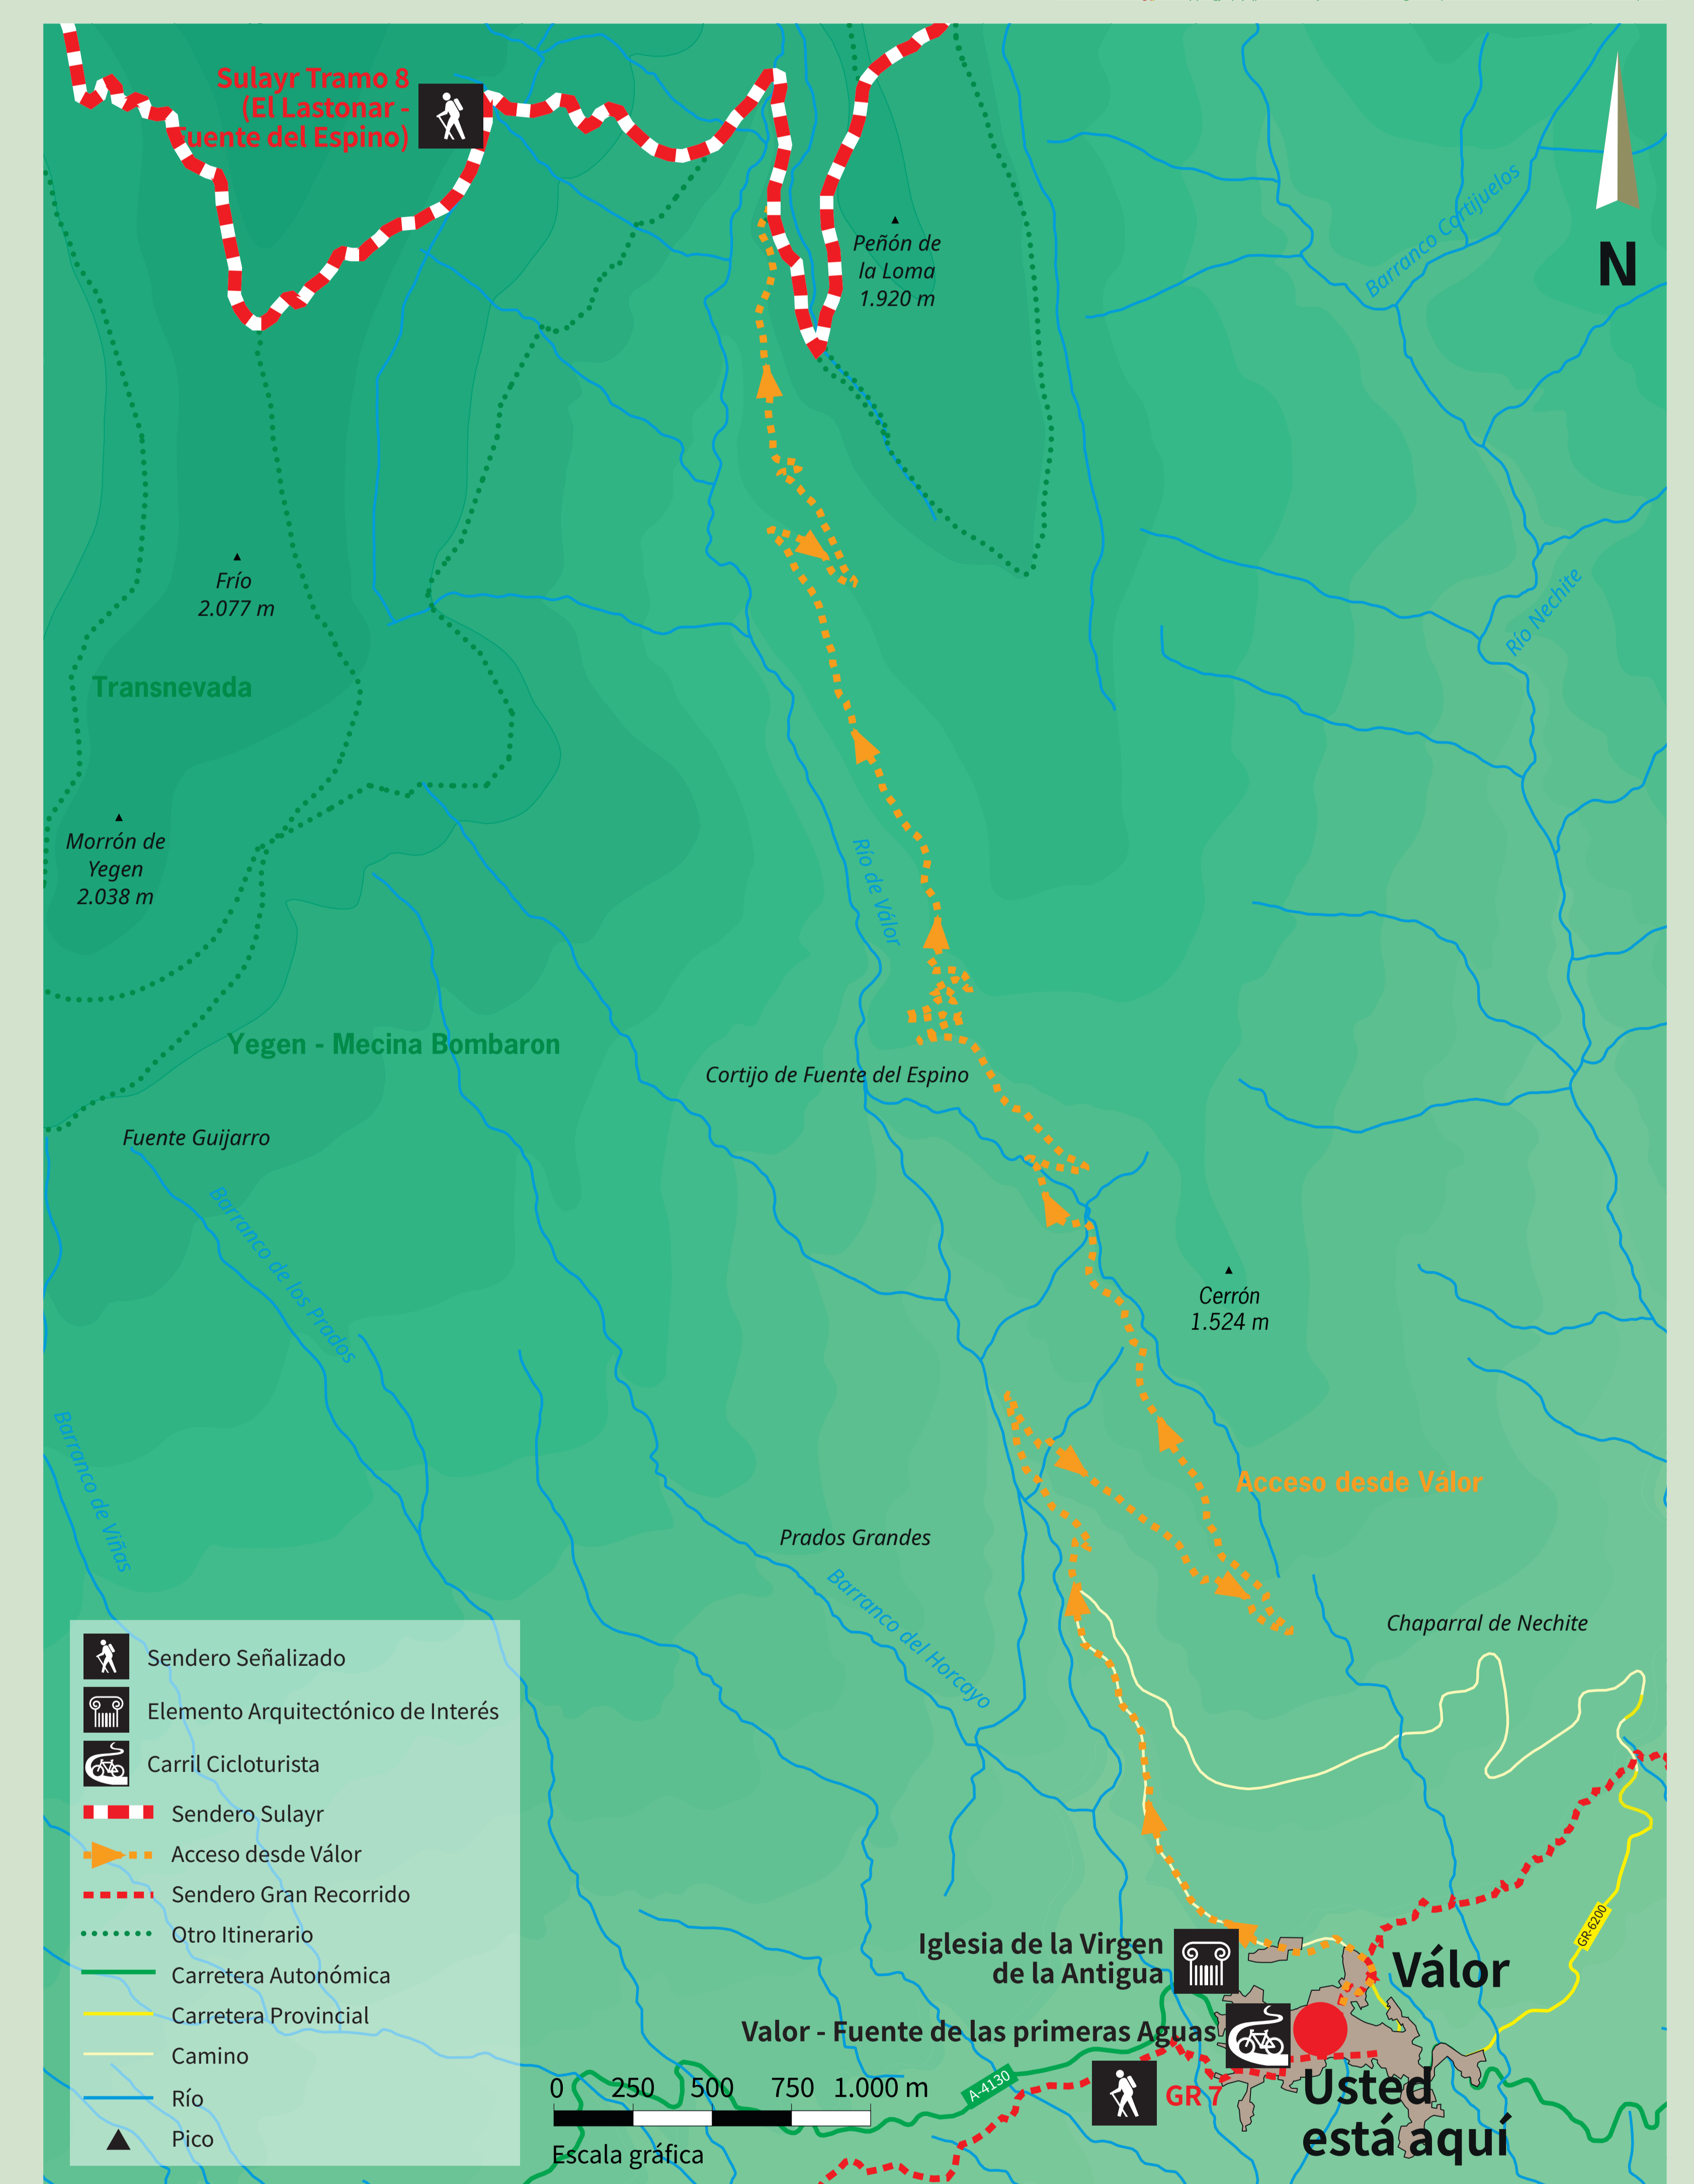 Sulayr Tramo 8
(El Lastonar -
Fuente del Espino)
Peñón de
la Loma
1.920 m
Barranco Cortijuelos
N
Río Nechite
Frío
2.077 m
Transnevada
Morrón de
Yegen
2.038 m
Río de Válor
Yegen - Mecina Bombaron
Cortijo de Fuente del Espino
Fuente Guijarro
Barranco de los Prados
Cerrón
1.524 m
Barranco de Viñas
Acceso desde Válor
Prados Grandes
Barranco del Horcayo
Chaparral de Nechite
Sendero Señalizado
Elemento Arquitectónico de Interés
Carril Cicloturista
Sendero Sulayr
Acceso desde Válor
Sendero Gran Recorrido
Otro Itinerario
Carretera Autonómica
Carretera Provincial
Camino
Río
Pico
GR-6200
Iglesia de la Virgen
de la Antigua
Válor
Valor - Fuente de las primeras Aguas
A-4130
GR 7
Usted
está aquí
0 250 500 750 1.000 m
Escala gráfica